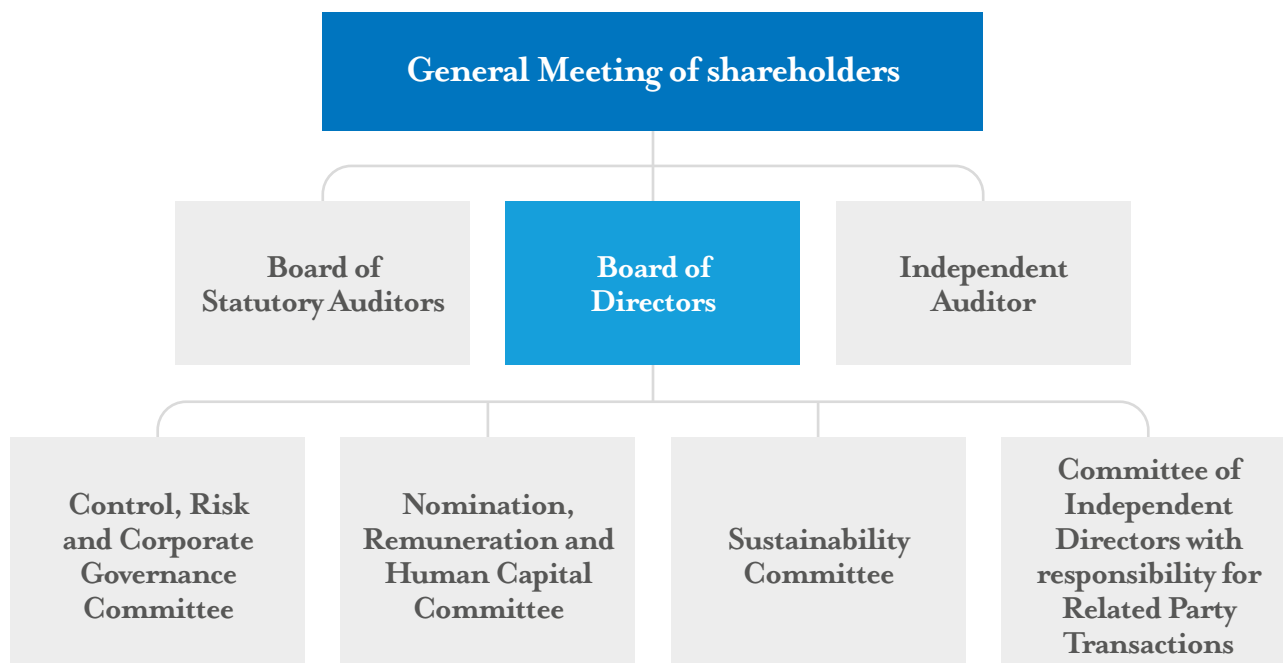 General Meeting of shareholders
Board of
Statutory Auditors
Board of
Directors
Independent
Auditor
Control, Risk
and Corporate
Governance
Committee
Nomination,
Remuneration and
Human Capital
Committee
Sustainability
Committee
Committee of
Independent
Directors with
responsibility for
Related Party
Transactions